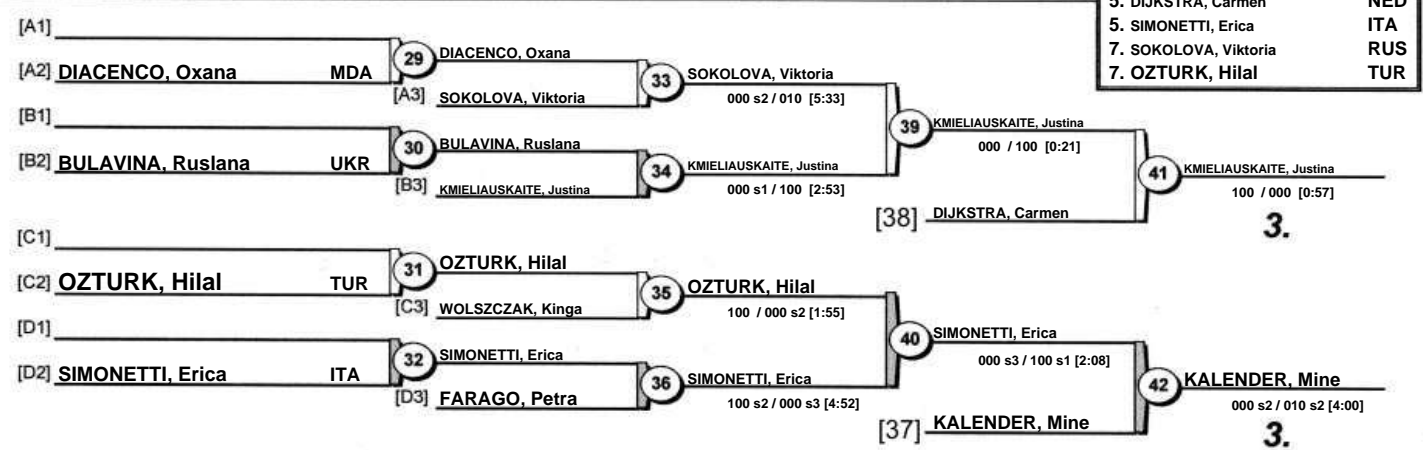 5. DIJKSTRA, Carmen NED
5. SIMONETTI, Erica ITA
7. SOKOLOVA, Viktoria RUS
7. OZTURK, Hilal TUR
[A1]
[A2] DIACENCO, Oxana MDA
29
DIACENCO, Oxana
[A3] SOKOLOVA, Viktoria
33
SOKOLOVA, Viktoria
000 s2 / 010 [5:33]
[B1]
[B2] BULAVINA, Ruslana UKR
30
BULAVINA, Ruslana
[B3] KMIELIAUSKAITE, Justina
34
KMIELIAUSKAITE, Justina
000 s1 / 100 [2:53]
39
KMIELIAUSKAITE, Justina
000 / 100 [0:21]
[38] DIJKSTRA, Carmen
41
KMIELIAUSKAITE, Justina
100 / 000 [0:57]
3.
[C1]
[C2] OZTURK, Hilal TUR
31
OZTURK, Hilal
[C3] WOLSZCZAK, Kinga
35
OZTURK, Hilal
100 / 000 s2 [1:55]
[D1]
[D2] SIMONETTI, Erica ITA
32
SIMONETTI, Erica
[D3] FARAGO, Petra
36
SIMONETTI, Erica
100 s2 / 000 s3 [4:52]
40
SIMONETTI, Erica
000 s3 / 100 s1 [2:08]
[37] KALENDER, Mine
42
KALENDER, Mine
000 s2 / 010 s2 [4:00]
3.